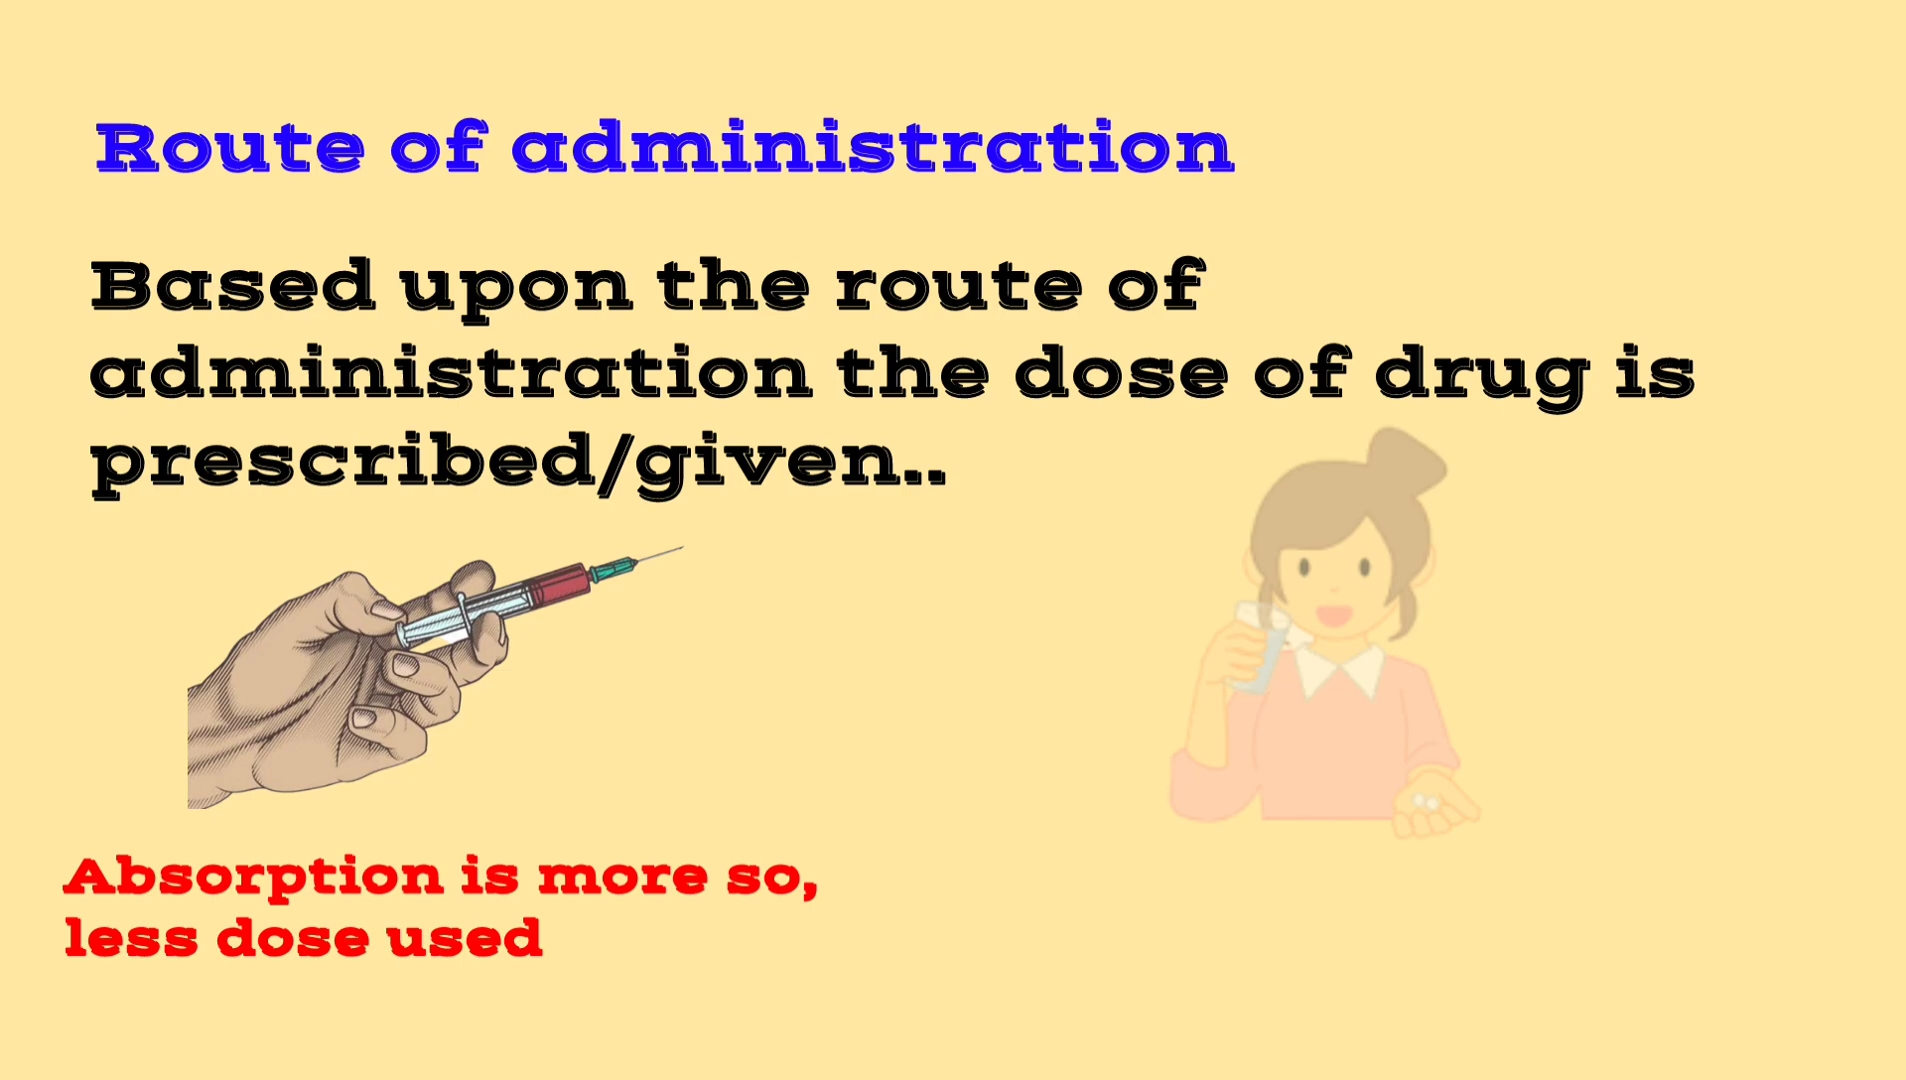 Route of administration
Based upon the route of
administration the dose of drug is
prescribed/given..
Absorption is more so,
less dose used